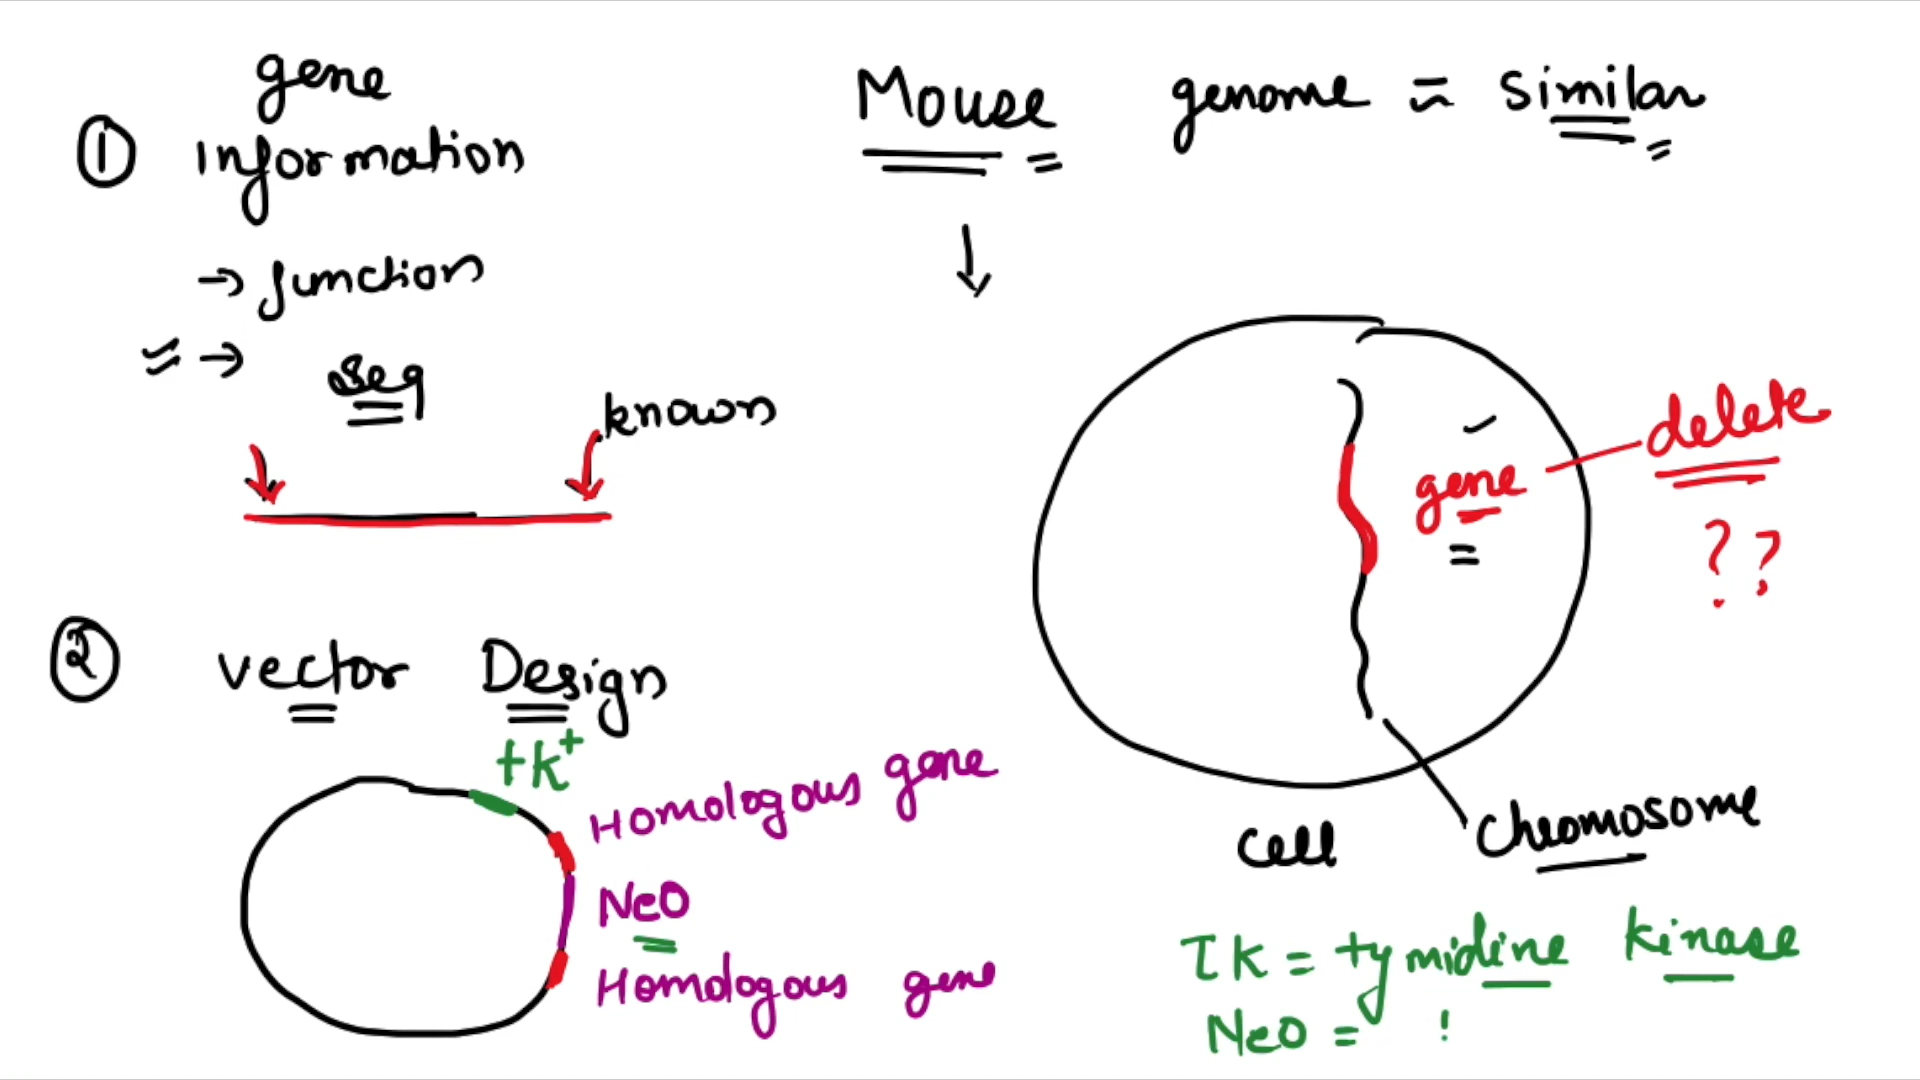 gene
① Information
→ function
≈ →
Seq
known
② vector Design
tk⁺
Homologous gene
Neo
Homologous gene
Mouse genome ≈ similar
↓
gene
delete
??
cell
chromosome
TK = tymidine kinase
Neo = !